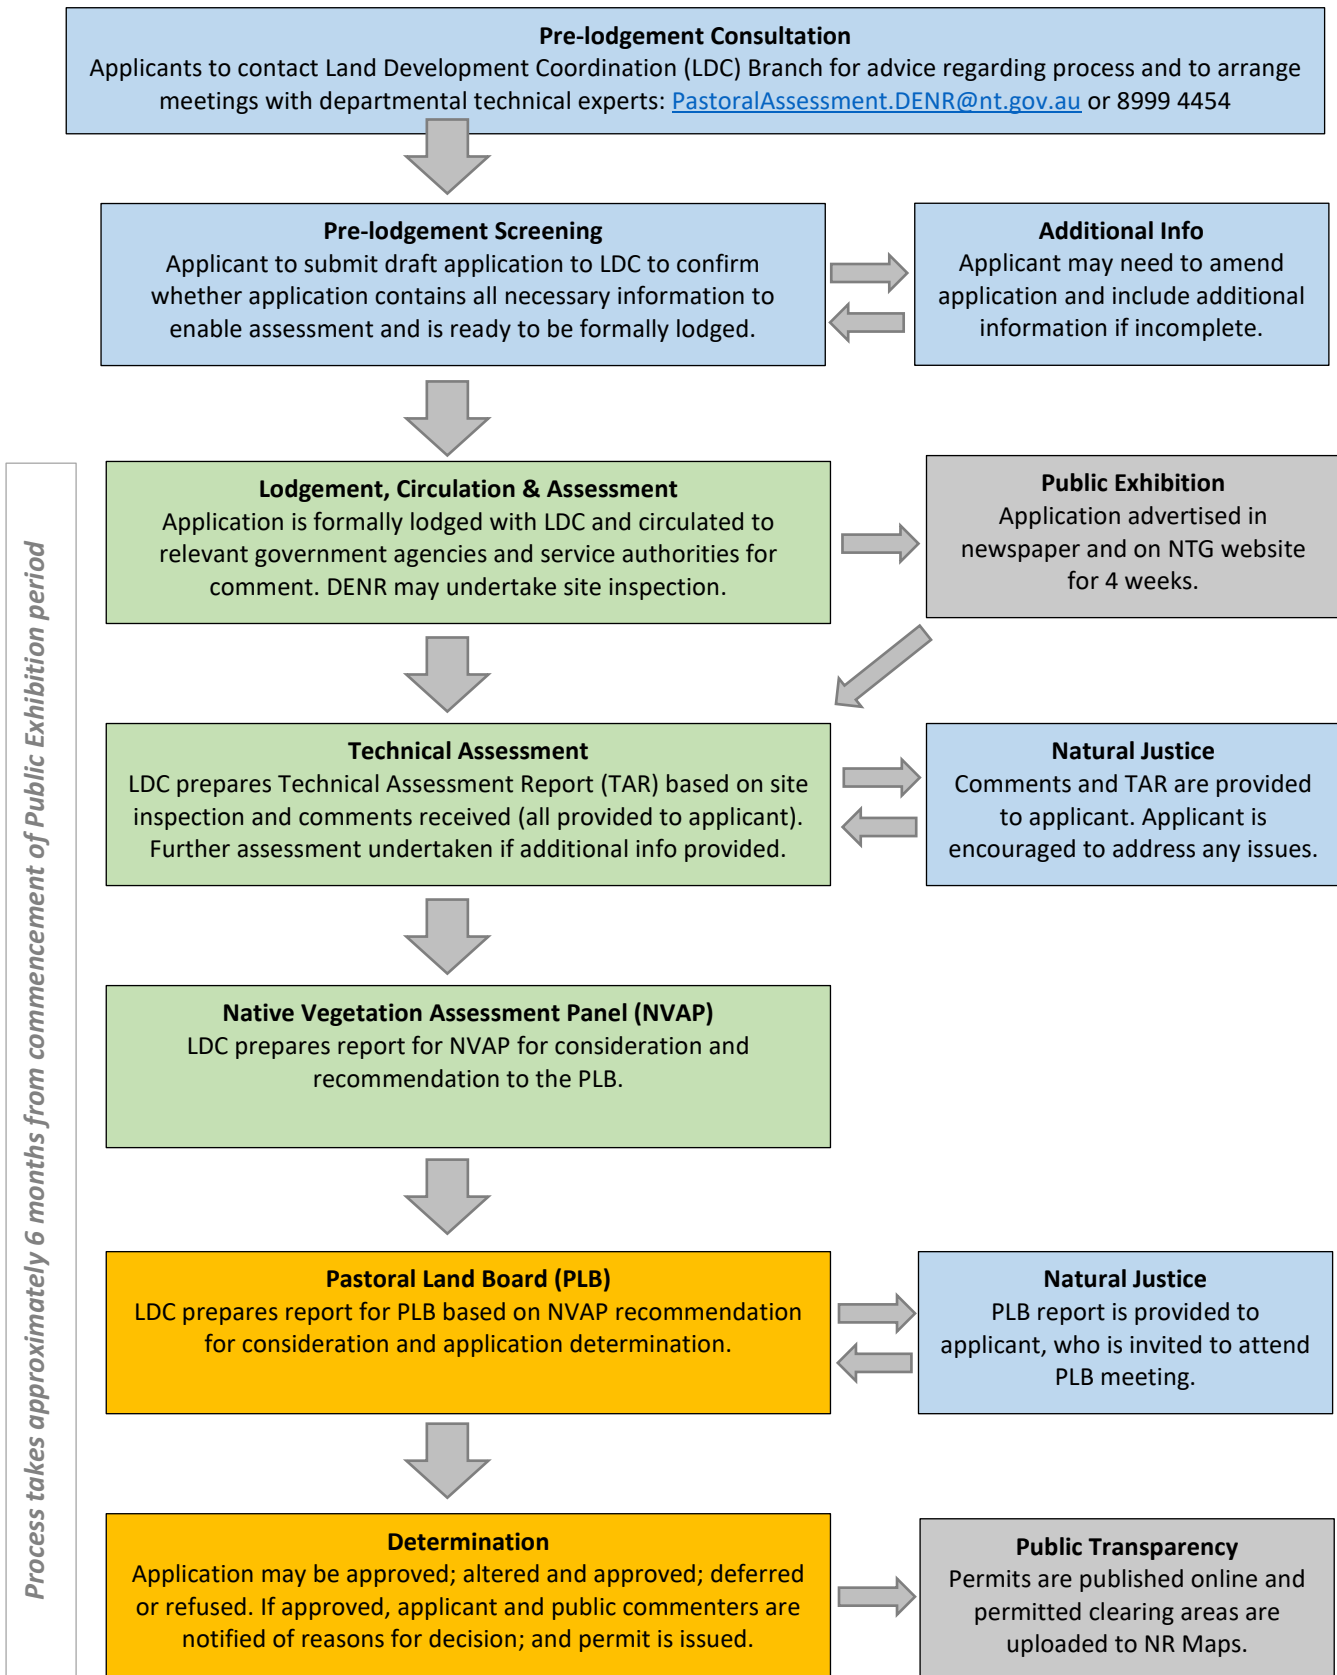 Pre-lodgement Consultation
Applicants to contact Land Development Coordination (LDC) Branch for advice regarding process and to arrange
meetings with departmental technical experts: PastoralAssessment.DENR@nt.gov.au or 8999 4454
Pre-lodgement Screening
Applicant to submit draft application to LDC to confirm
whether application contains all necessary information to
enable assessment and is ready to be formally lodged.
Additional Info
Applicant may need to amend
application and include additional
information if incomplete.
Process takes approximately 6 months from commencement of Public Exhibition period
Lodgement, Circulation & Assessment
Application is formally lodged with LDC and circulated to
relevant government agencies and service authorities for
comment. DENR may undertake site inspection.
Public Exhibition
Application advertised in
newspaper and on NTG website
for 4 weeks.
Technical Assessment
LDC prepares Technical Assessment Report (TAR) based on site
inspection and comments received (all provided to applicant).
Further assessment undertaken if additional info provided.
Natural Justice
Comments and TAR are provided
to applicant. Applicant is
encouraged to address any issues.
Native Vegetation Assessment Panel (NVAP)
LDC prepares report for NVAP for consideration and
recommendation to the PLB.
Pastoral Land Board (PLB)
LDC prepares report for PLB based on NVAP recommendation
for consideration and application determination.
Natural Justice
PLB report is provided to
applicant, who is invited to attend
PLB meeting.
Determination
Application may be approved; altered and approved; deferred
or refused. If approved, applicant and public commenters are
notified of reasons for decision; and permit is issued.
Public Transparency
Permits are published online and
permitted clearing areas are
uploaded to NR Maps.